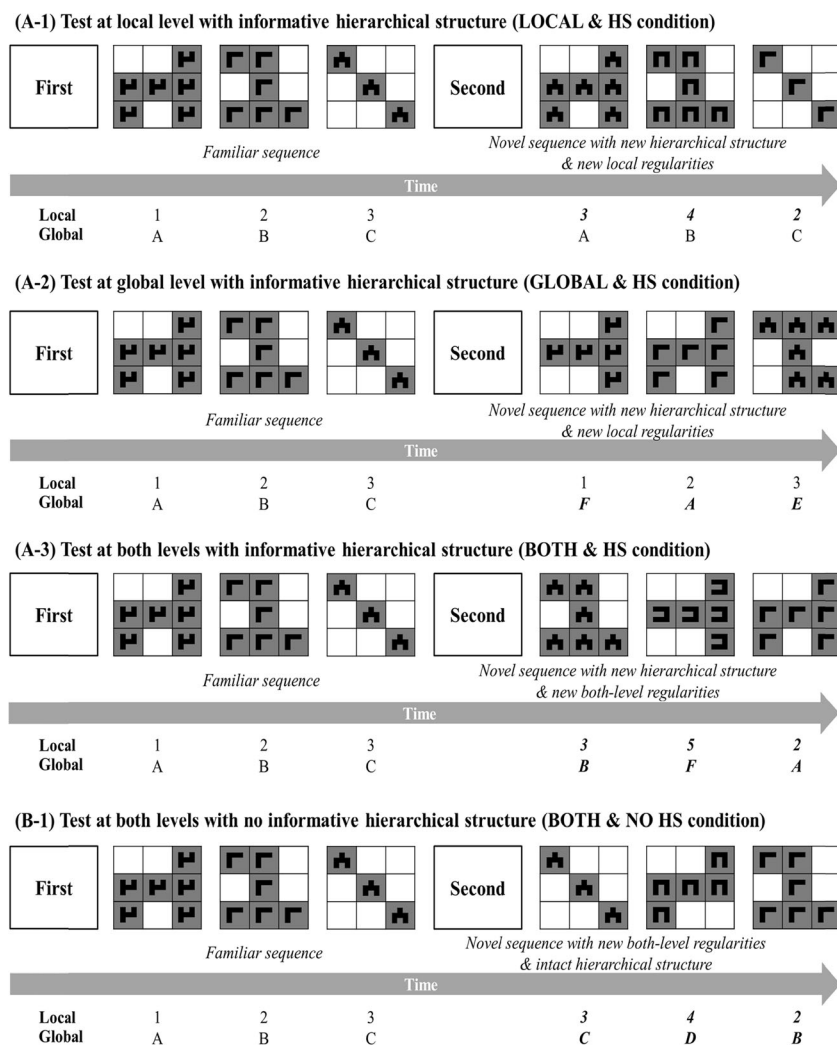 (A-1) Test at local level with informative hierarchical structure (LOCAL & HS condition)
First
Second
Familiar sequence
Novel sequence with new hierarchical structure
& new local regularities
Time
Local 1 2 3 3 4 2
Global A B C A B C
(A-2) Test at global level with informative hierarchical structure (GLOBAL & HS condition)
First
Second
Familiar sequence
Novel sequence with new hierarchical structure
& new local regularities
Time
Local 1 2 3 1 2 3
Global A B C F A E
(A-3) Test at both levels with informative hierarchical structure (BOTH & HS condition)
First
Second
Familiar sequence
Novel sequence with new hierarchical structure
& new both-level regularities
Time
Local 1 2 3 3 5 2
Global A B C B F A
(B-1) Test at both levels with no informative hierarchical structure (BOTH & NO HS condition)
First
Second
Familiar sequence
Novel sequence with new both-level regularities
& intact hierarchical structure
Time
Local 1 2 3 3 4 2
Global A B C C D B